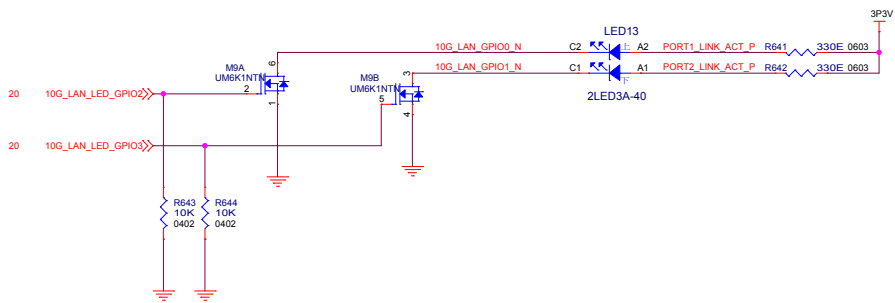 3P3V
LED13
10G_LAN_GPIO0_N C2 上 A2 PORT1_LINK_ACT_P R641 330E 0603
M9A
UM6K1NTN
6
M9B
UM6K1NTN
3
10G_LAN_GPIO1_N C1 下 A1 PORT2_LINK_ACT_P R642 330E 0603
20 10G_LAN_LED_GPIO2 2
1
5
4
2LED3A-40
20 10G_LAN_LED_GPIO3
R643
10K
0402
R644
10K
0402